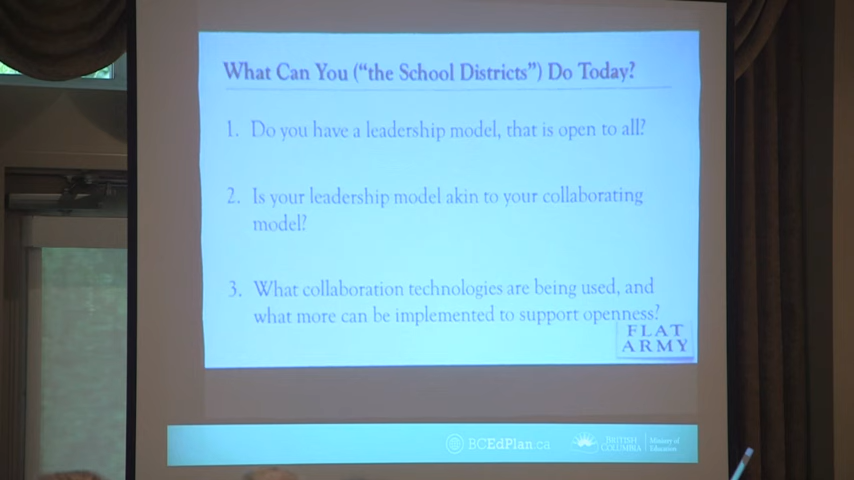 What Can You ("the School Districts") Do Today?
1. Do you have a leadership model, that is open to all?
2. Is your leadership model akin to your collaborating
model?
3. What collaboration technologies are being used, and
what more can be implemented to support openness?
FLAT
ARMY
BCEdPlan.ca
BRITISH
COLUMBIA
Ministry of
Education